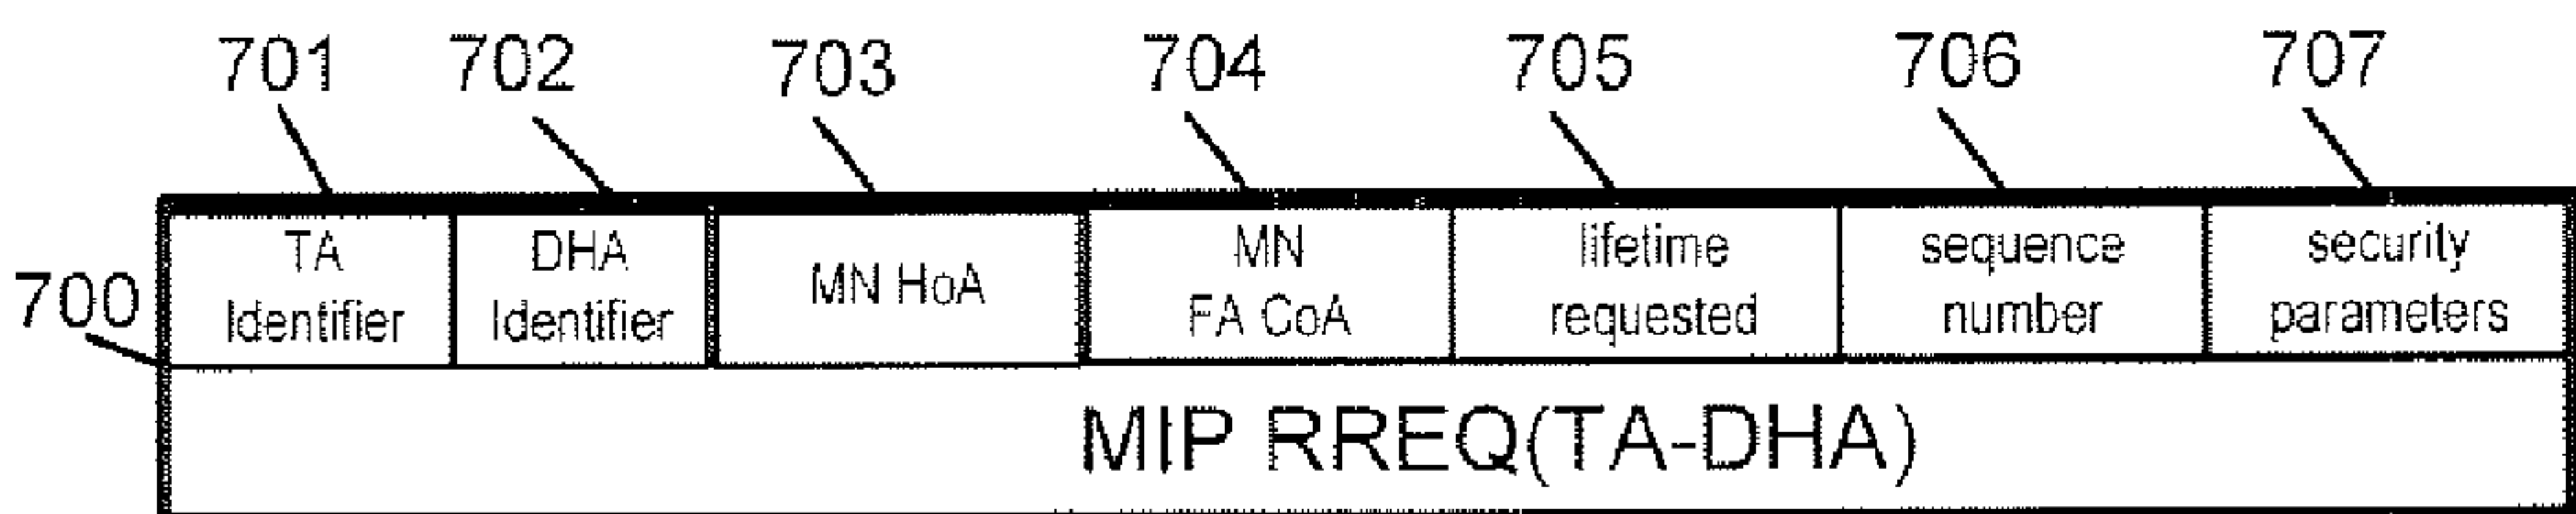 701 702 703 704 705 706 707
TA DHA MN HoA MN lifetime sequence security
Identifier Identifier FA CoA requested number parameters
700
MIP RREQ(TA-DHA)